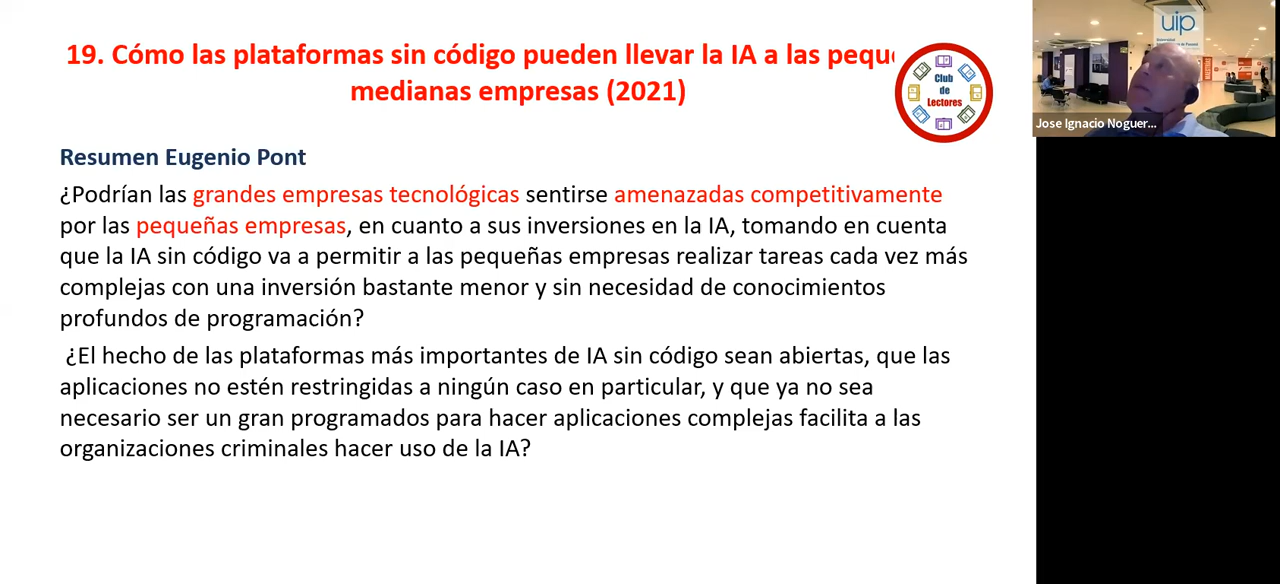 19. Cómo las plataformas sin código pueden llevar la IA a las peque
medianas empresas (2021)
Club
de
Lectores
Resumen Eugenio Pont
¿Podrían las grandes empresas tecnológicas sentirse amenazadas competitivamente
por las pequeñas empresas, en cuanto a sus inversiones en la IA, tomando en cuenta
que la IA sin código va a permitir a las pequeñas empresas realizar tareas cada vez más
complejas con una inversión bastante menor y sin necesidad de conocimientos
profundos de programación?
¿El hecho de las plataformas más importantes de IA sin código sean abiertas, que las
aplicaciones no estén restringidas a ningún caso en particular, y que ya no sea
necesario ser un gran programados para hacer aplicaciones complejas facilita a las
organizaciones criminales hacer uso de la IA?
uip
Jose Ignacio Noguer...